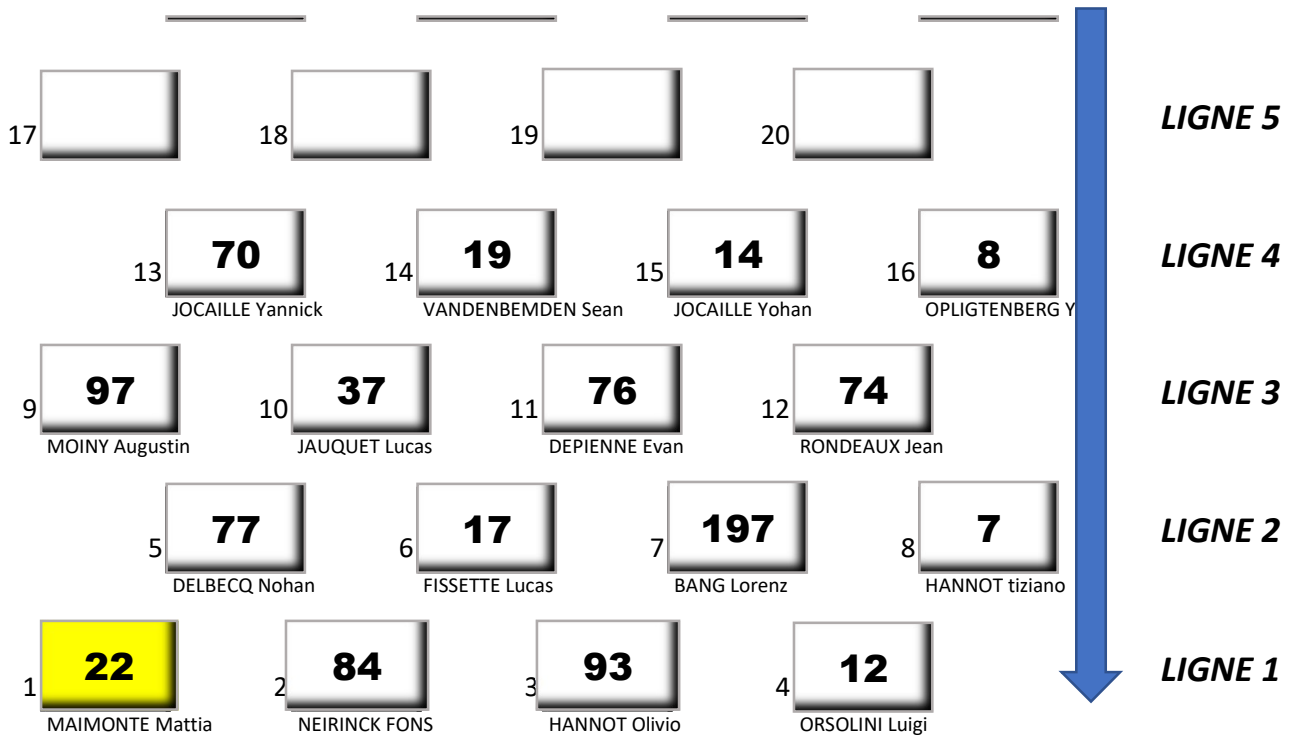 17 18 19 20 LIGNE 5
70 19 14 8
13 14 15 16 LIGNE 4
JOCAILLE Yannick VANDENBEMDEN Sean JOCAILLE Yohan OPLIGTENBERG Y
97 37 76 74
9 10 11 12 LIGNE 3
MOINY Augustin JAUQUET Lucas DEPIENNE Evan RONDEAUX Jean
77 17 197 7
5 6 7 8 LIGNE 2
DELBECQ Nohan FISSETTE Lucas BANG Lorenz HANNOT tiziano
22 84 93 12
1 2 3 4 LIGNE 1
MAIMONTE Mattia NEIRINCK FONS HANNOT Olivio ORSOLINI Luigi